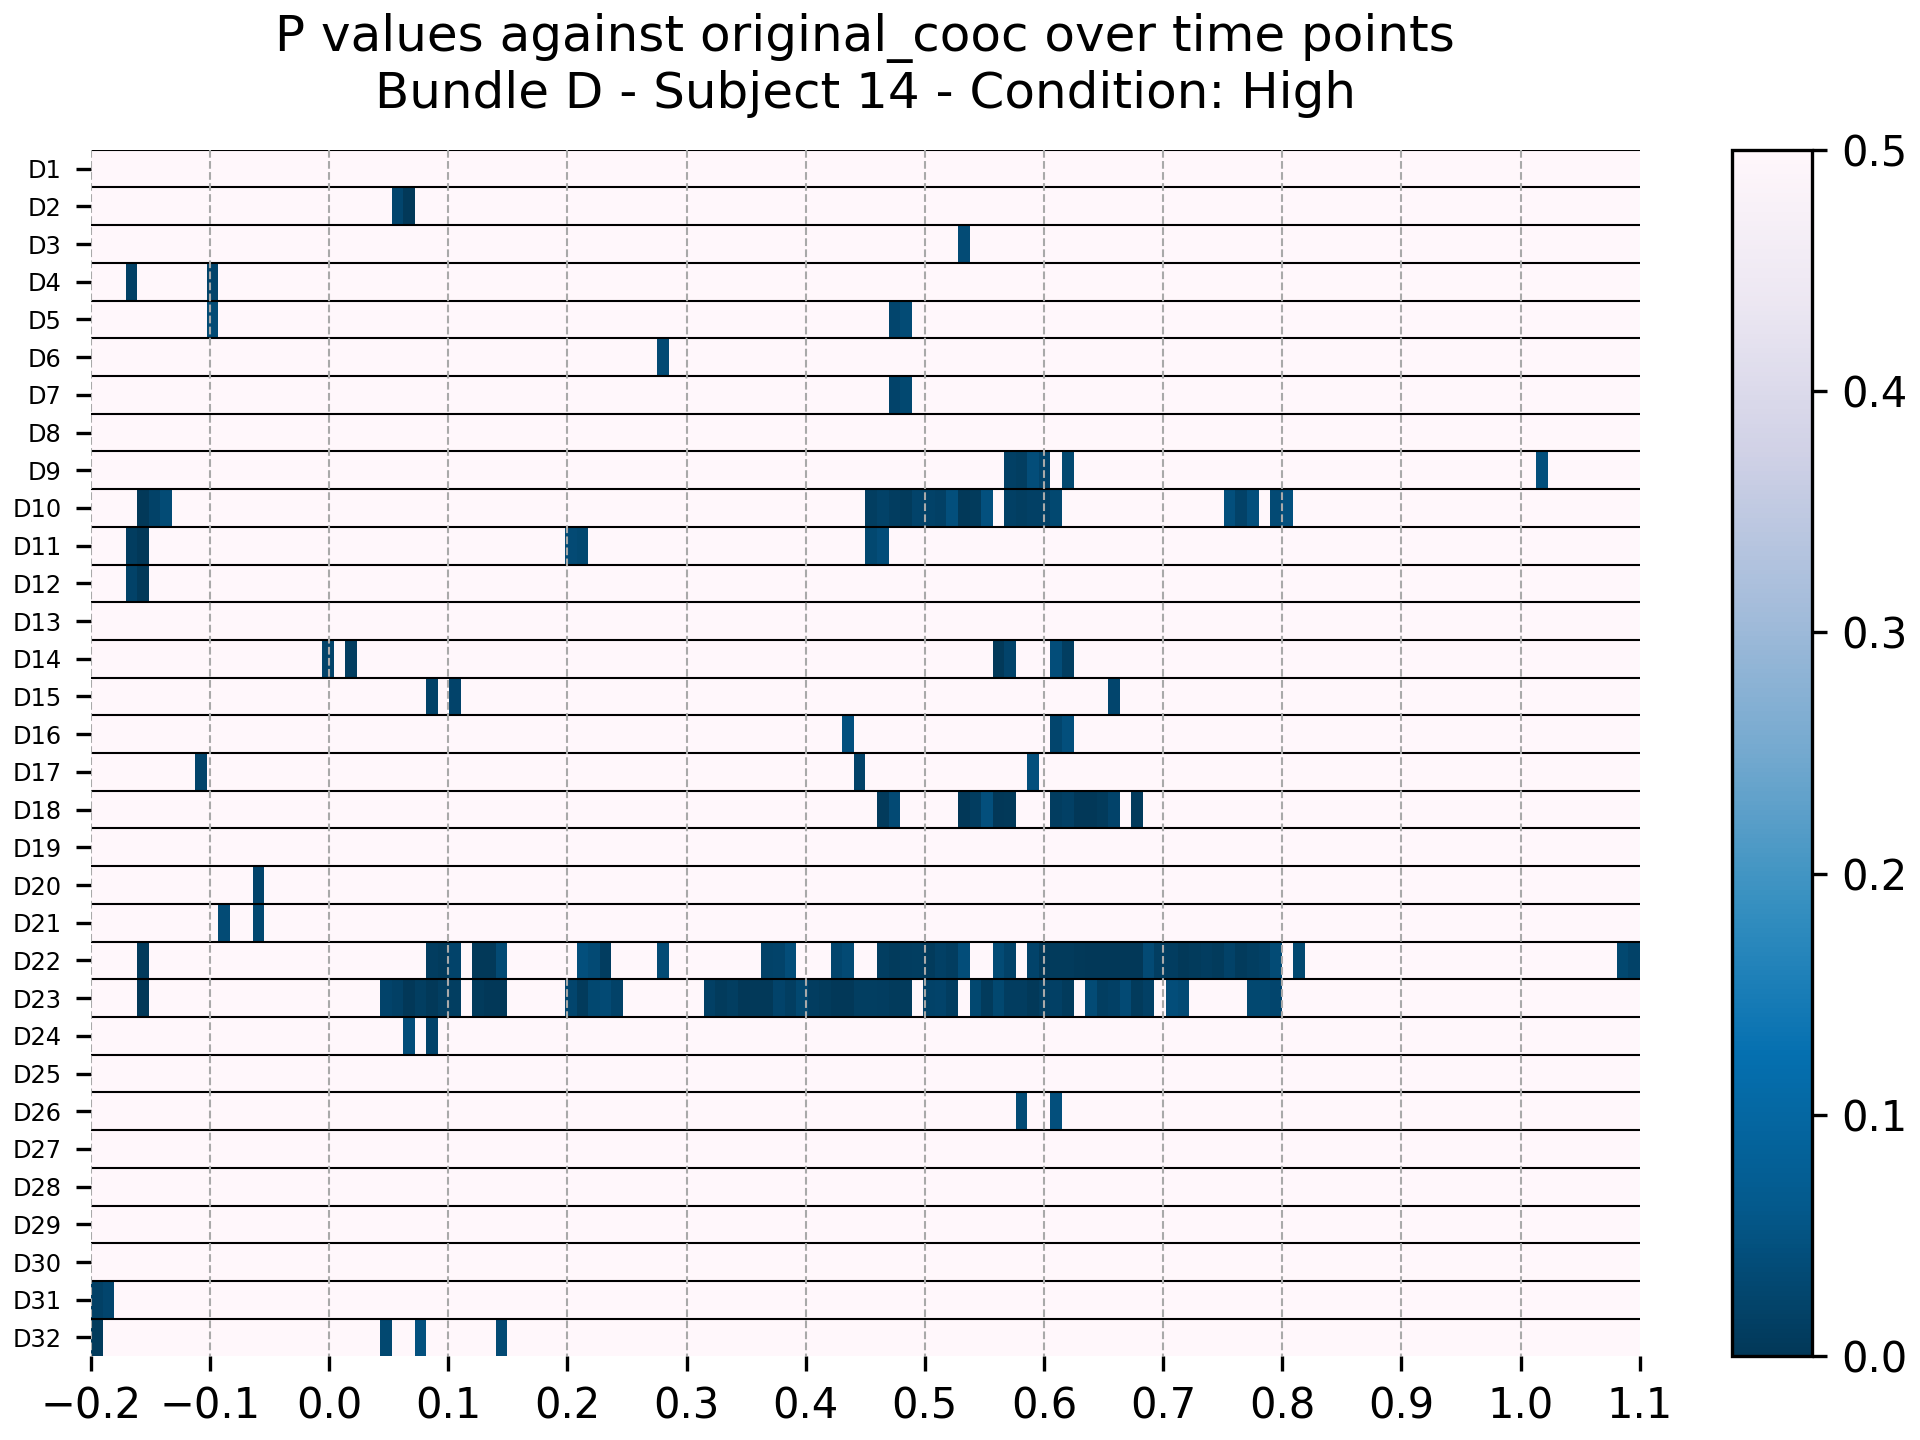 P values against original_cooc over time points
Bundle D - Subject 14 - Condition: High
D1
D2
D3
D4
D5
D6
D7
D8
D9
D10
D11
D12
D13
D14
D15
D16
D17
D18
D19
D20
D21
D22
D23
D24
D25
D26
D27
D28
D29
D30
D31
D32
−0.2 −0.1 0.0 0.1 0.2 0.3 0.4 0.5 0.6 0.7 0.8 0.9 1.0 1.1
0.5
0.4
0.3
0.2
0.1
0.0